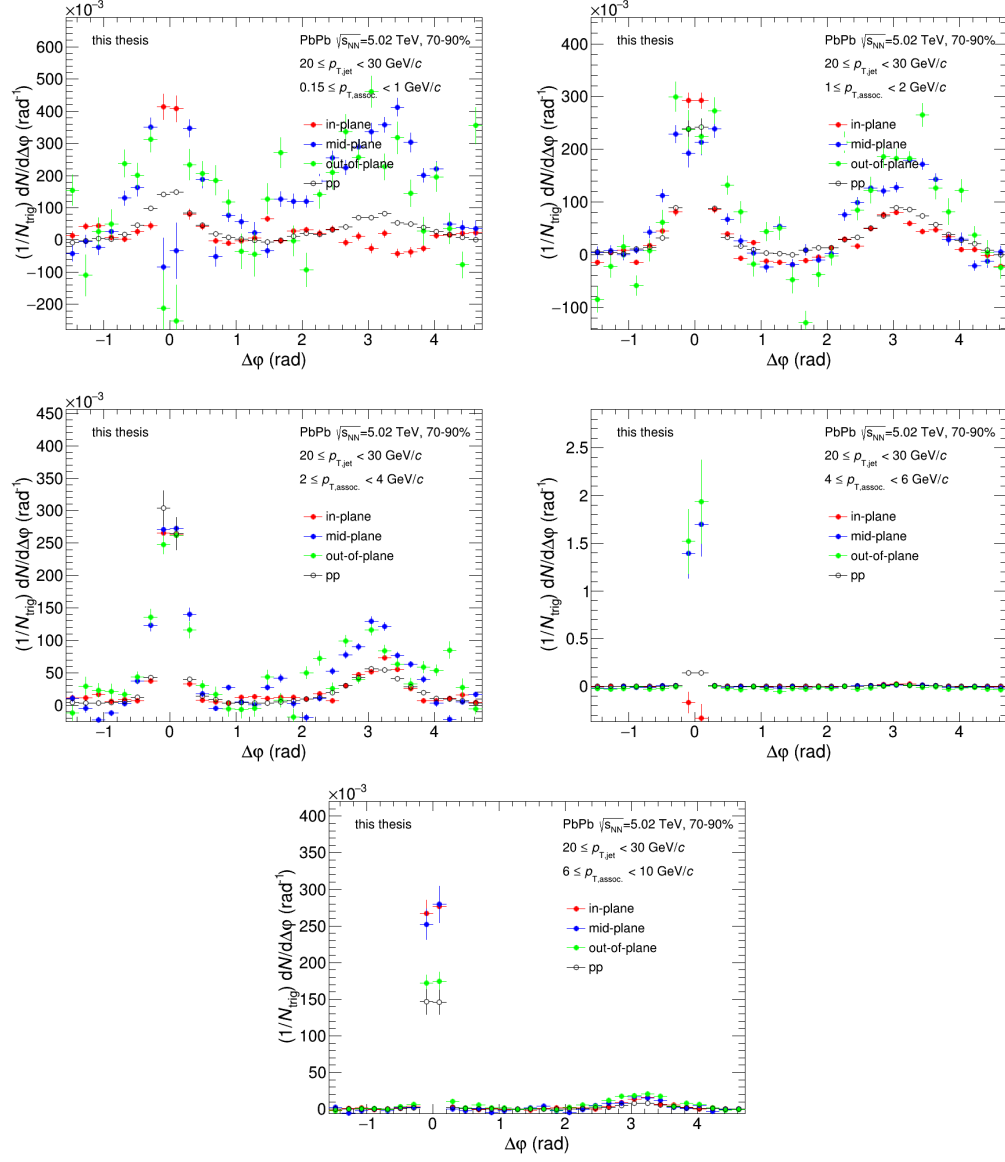 ×10⁻³
this thesis
PbPb √s_NN=5.02 TeV, 70-90%
20 ≤ p_T,jet < 30 GeV/c
0.15 ≤ p_T,assoc. < 1 GeV/c
in-plane
mid-plane
out-of-plane
pp
(1/N_trig) dN/dΔφ (rad⁻¹)
600
500
400
300
200
100
0
−100
−200
−1 0 1 2 3 4
Δφ (rad)
×10⁻³
this thesis
PbPb √s_NN=5.02 TeV, 70-90%
20 ≤ p_T,jet < 30 GeV/c
1 ≤ p_T,assoc. < 2 GeV/c
in-plane
mid-plane
out-of-plane
pp
(1/N_trig) dN/dΔφ (rad⁻¹)
400
300
200
100
0
−100
−1 0 1 2 3 4
Δφ (rad)
×10⁻³
this thesis
PbPb √s_NN=5.02 TeV, 70-90%
20 ≤ p_T,jet < 30 GeV/c
2 ≤ p_T,assoc. < 4 GeV/c
in-plane
mid-plane
out-of-plane
pp
(1/N_trig) dN/dΔφ (rad⁻¹)
450
400
350
300
250
200
150
100
50
0
−1 0 1 2 3 4
Δφ (rad)
this thesis
PbPb √s_NN=5.02 TeV, 70-90%
20 ≤ p_T,jet < 30 GeV/c
4 ≤ p_T,assoc. < 6 GeV/c
in-plane
mid-plane
out-of-plane
pp
(1/N_trig) dN/dΔφ (rad⁻¹)
2.5
2
1.5
1
0.5
0
−1 0 1 2 3 4
Δφ (rad)
×10⁻³
this thesis
PbPb √s_NN=5.02 TeV, 70-90%
20 ≤ p_T,jet < 30 GeV/c
6 ≤ p_T,assoc. < 10 GeV/c
in-plane
mid-plane
out-of-plane
pp
(1/N_trig) dN/dΔφ (rad⁻¹)
400
350
300
250
200
150
100
50
0
−1 0 1 2 3 4
Δφ (rad)